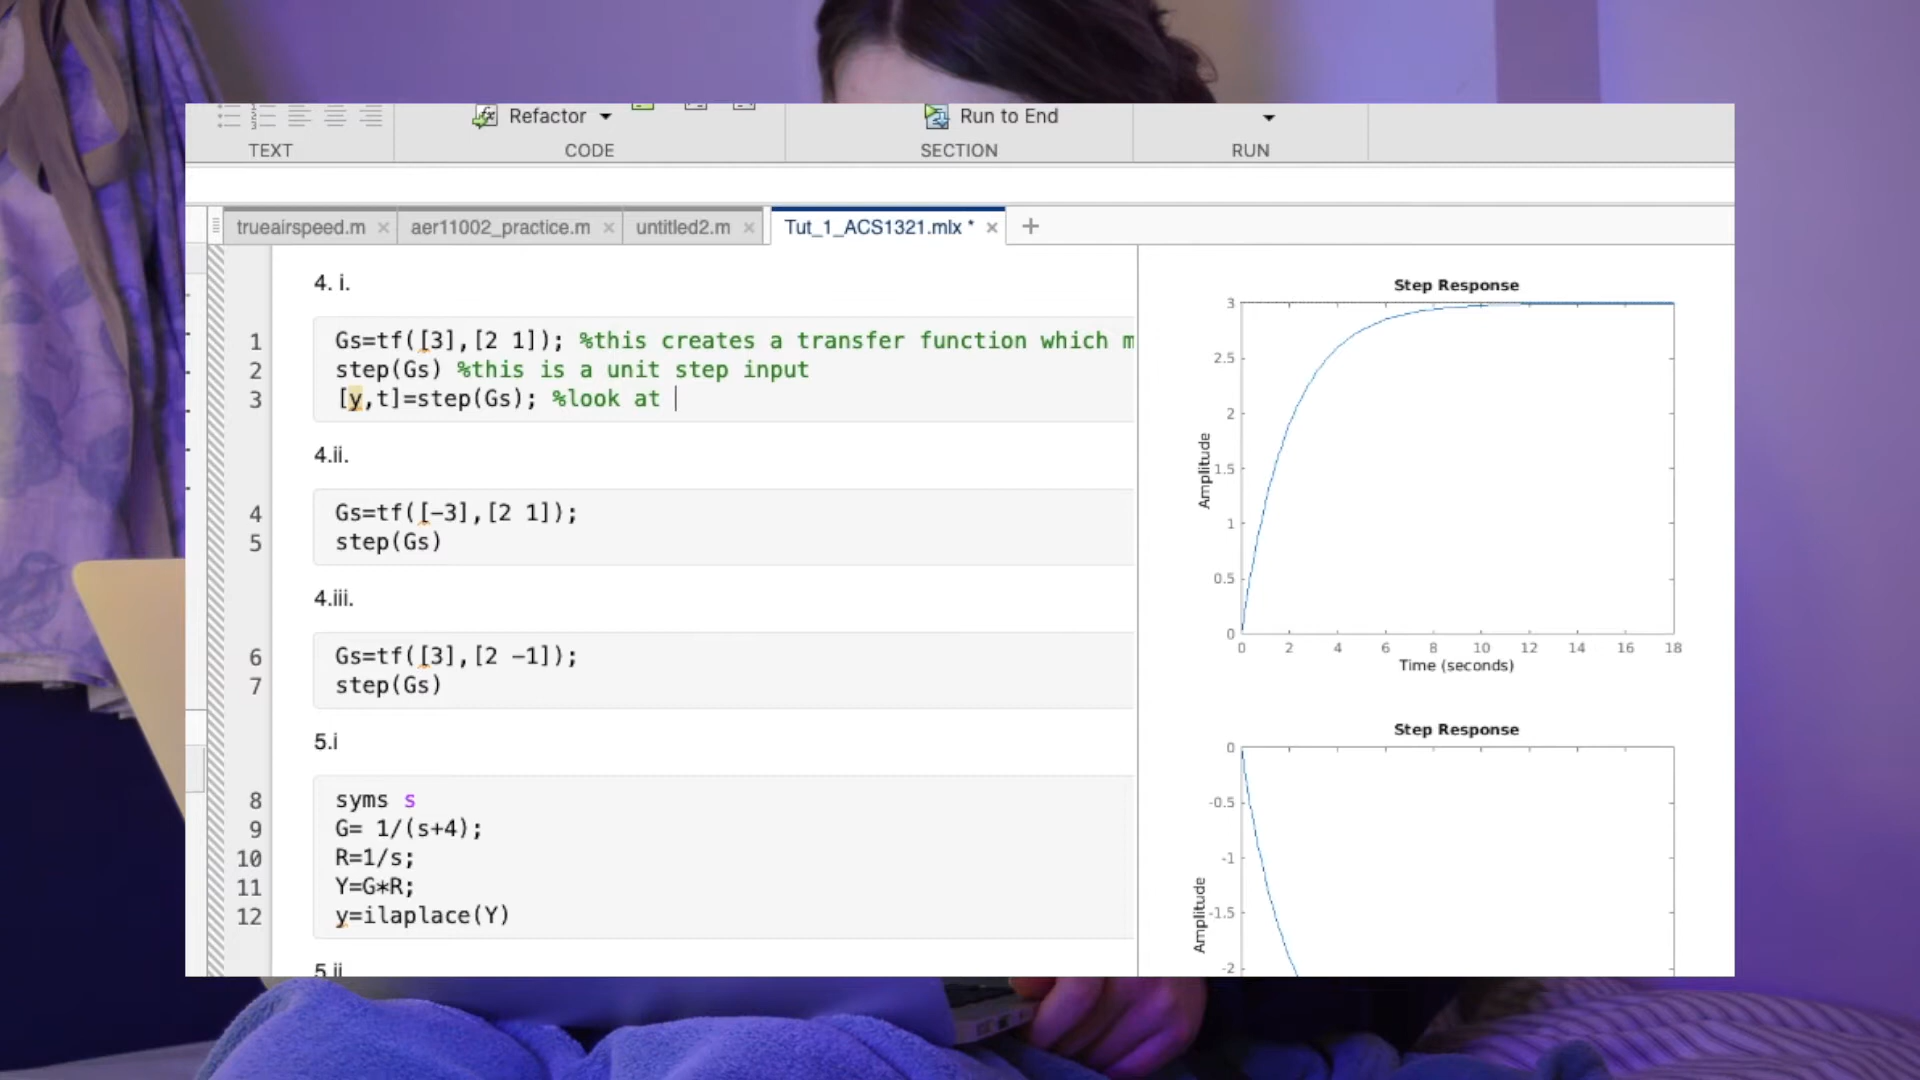 Refactor
Run to End
TEXT
CODE
SECTION
RUN
trueairspeed.m
aer11002_practice.m
untitled2.m
Tut_1_ACS1321.mlx *
4. i.
1 Gs=tf([3],[2 1]); %this creates a transfer function which m
2 step(Gs) %this is a unit step input
3 [y,t]=step(Gs); %look at
4.ii.
4 Gs=tf([-3],[2 1]);
5 step(Gs)
4.iii.
6 Gs=tf([3],[2 -1]);
7 step(Gs)
5.i
8 syms s
9 G= 1/(s+4);
10 R=1/s;
11 Y=G*R;
12 y=ilaplace(Y)
5.ii
Step Response
3
2.5
2
1.5
1
0.5
0
Amplitude
0 2 4 6 8 10 12 14 16 18
Time (seconds)
Step Response
0
-0.5
-1
-1.5
-2
Amplitude